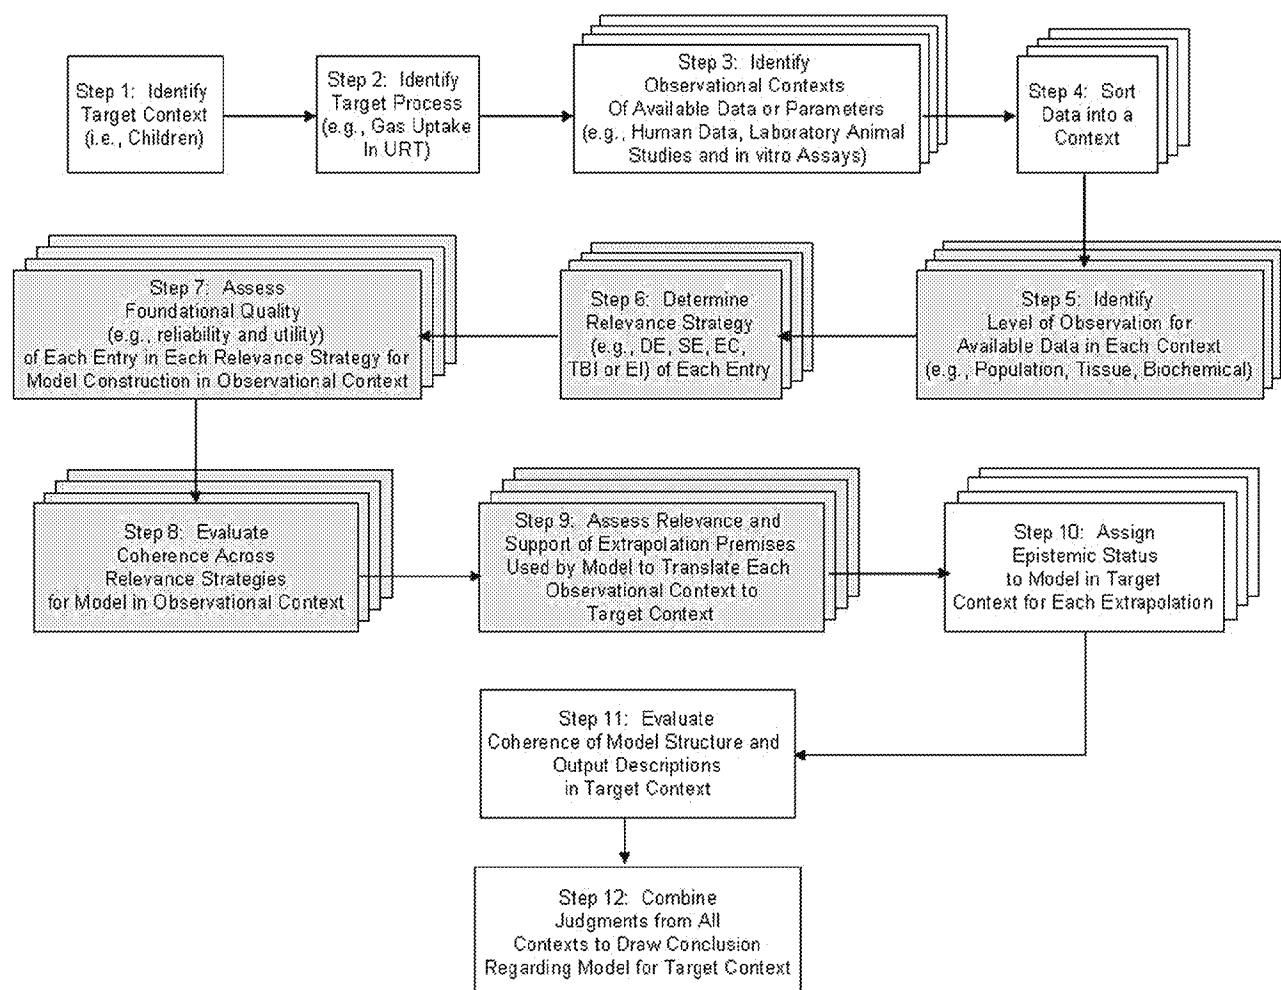 Step 1: Identify
Target Context
(i.e., Children)
Step 2: Identify
Target Process
(e.g., Gas Uptake
In URT)
Step 3: Identify
Observational Contexts
Of Available Data or Parameters
(e.g., Human Data, Laboratory Animal
Studies and in vitro Assays)
Step 4: Sort
Data into a
Context
Step 5: Identify
Level of Observation for
Available Data in Each Context
(e.g., Population, Tissue, Biochemical)
Step 6: Determine
Relevance Strategy
(e.g., DE, SE, EC,
TBI or EI) of Each Entry
Step 7: Assess
Foundational Quality
(e.g., reliability and utility)
of Each Entry in Each Relevance Strategy for
Model Construction in Observational Context
Step 8: Evaluate
Coherence Across
Relevance Strategies
for Model in Observational Context
Step 9: Assess Relevance and
Support of Extrapolation Premises
Used by Model to Translate Each
Observational Context to
Target Context
Step 10: Assign
Epistemic Status
to Model in Target
Context for Each Extrapolation
Step 11: Evaluate
Coherence of Model Structure and
Output Descriptions
in Target Context
Step 12: Combine
Judgments from All
Contexts to Draw Conclusion
Regarding Model for Target Context